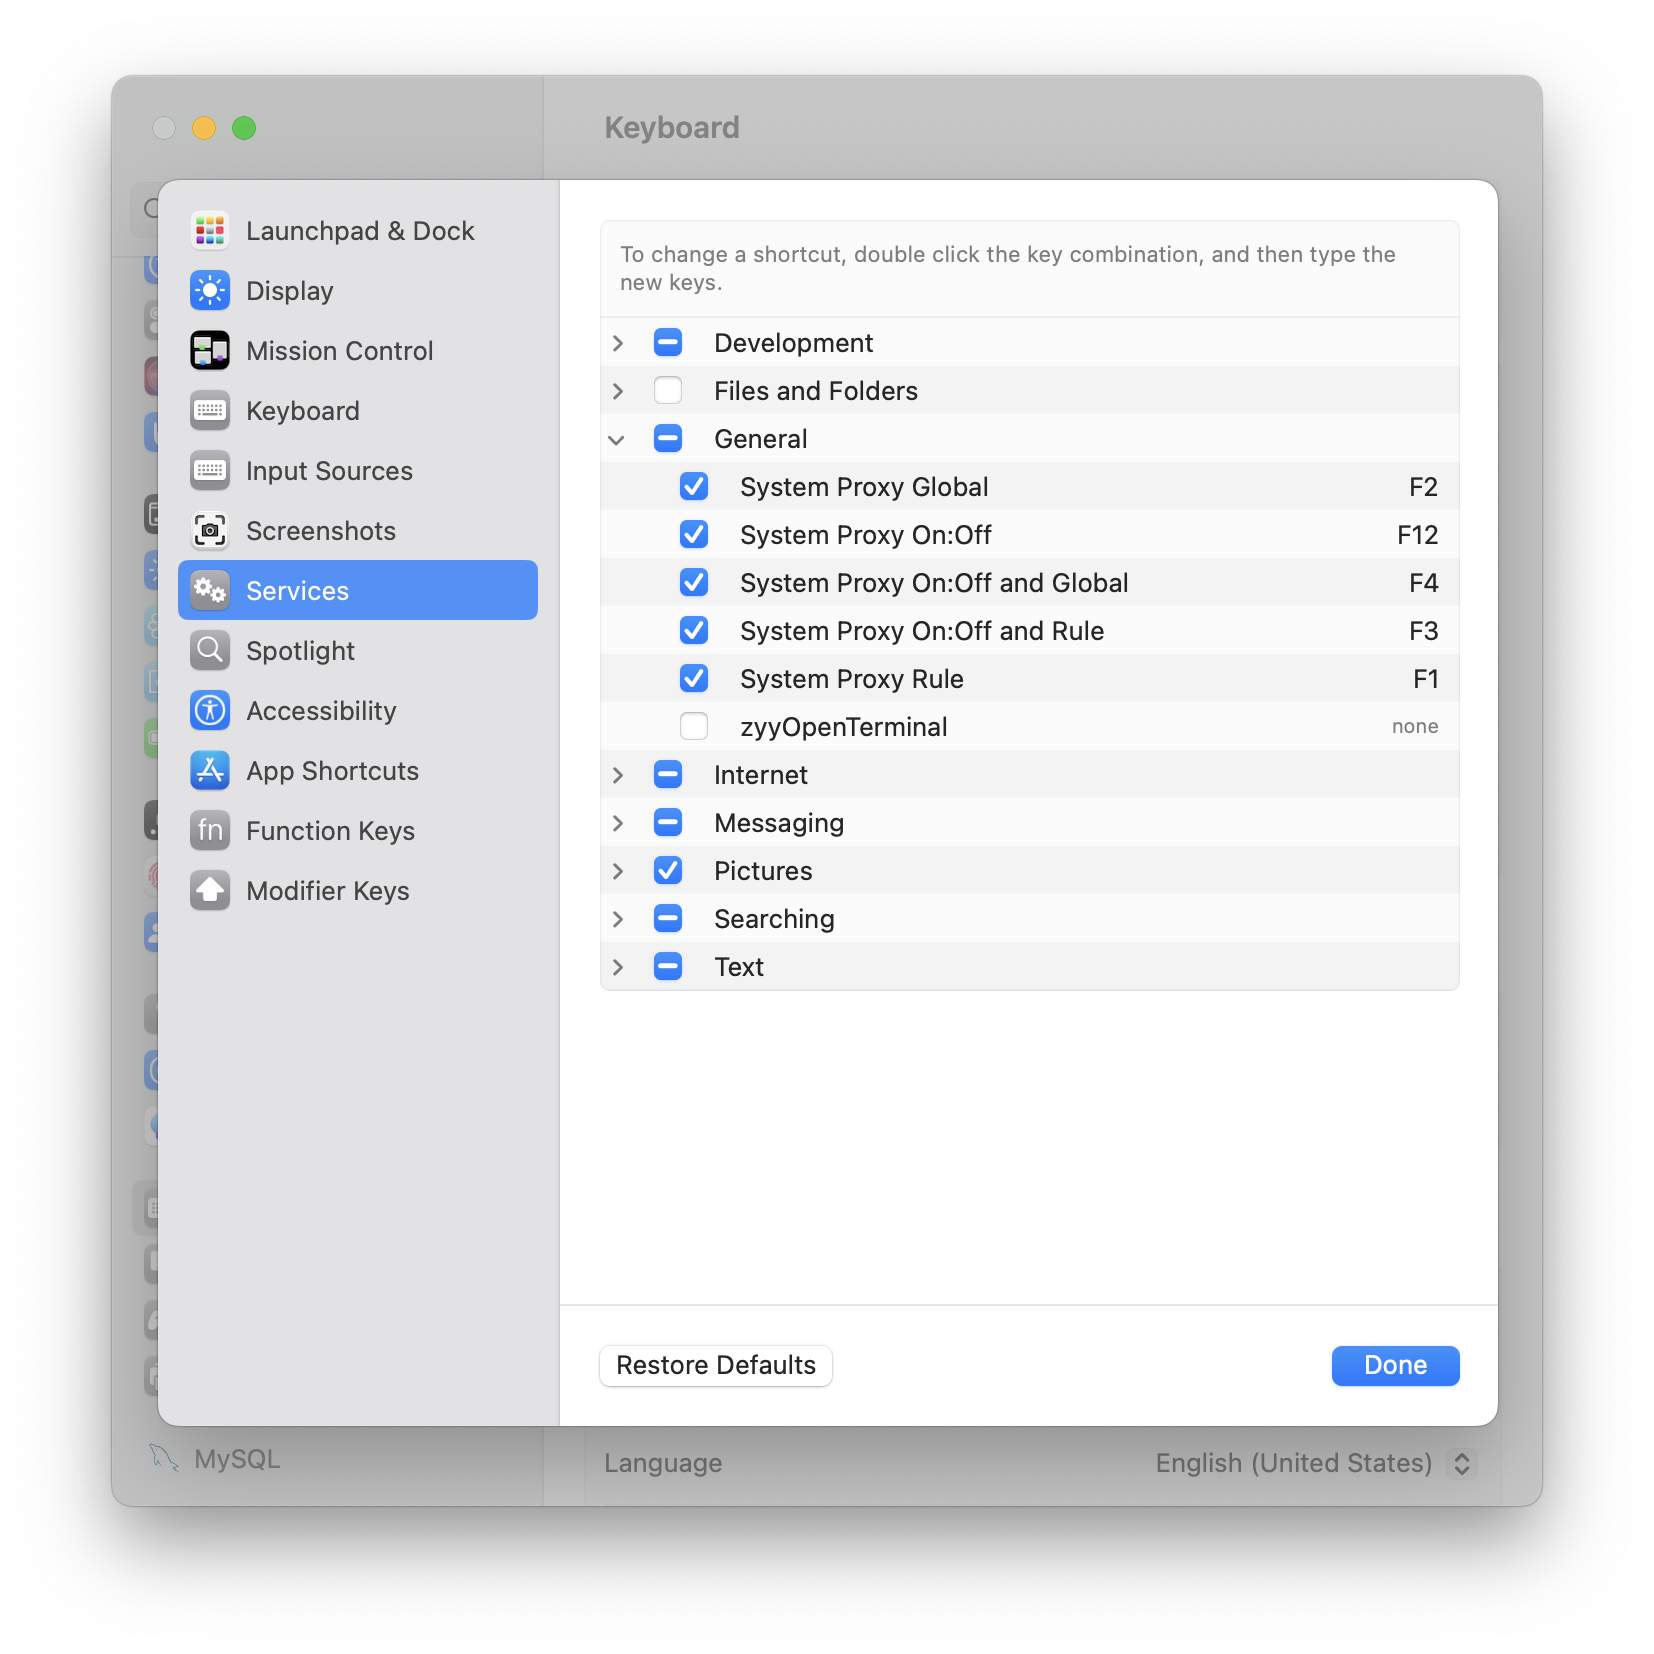 Keyboard
Launchpad & Dock
Display
Mission Control
Keyboard
Input Sources
Screenshots
Services
Spotlight
Accessibility
App Shortcuts
fn Function Keys
Modifier Keys
To change a shortcut, double click the key combination, and then type the
new keys.
Development
Files and Folders
General
System Proxy Global F2
System Proxy On:Off F12
System Proxy On:Off and Global F4
System Proxy On:Off and Rule F3
System Proxy Rule F1
zyyOpenTerminal none
Internet
Messaging
Pictures
Searching
Text
Restore Defaults Done
MySQL
Language English (United States)